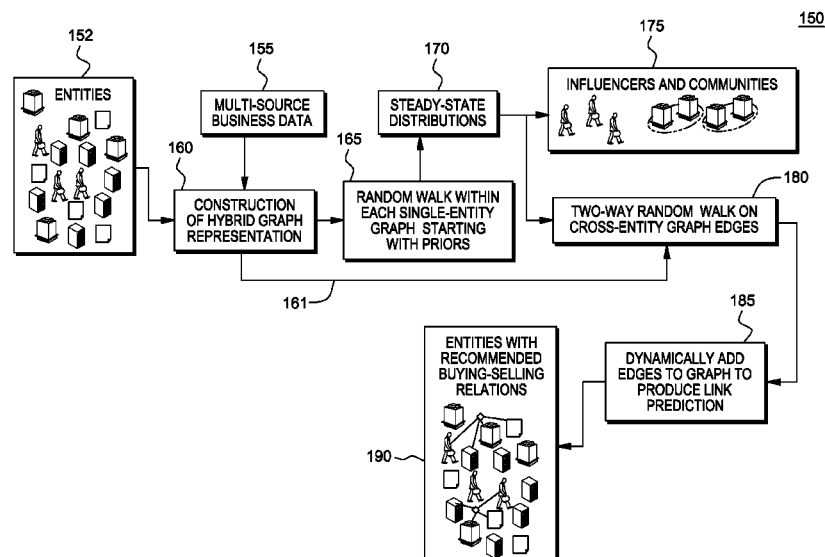 150
152
ENTITIES
155
MULTI-SOURCE
BUSINESS DATA
170
STEADY-STATE
DISTRIBUTIONS
175
INFLUENCERS AND COMMUNITIES
160
CONSTRUCTION
OF HYBRID GRAPH
REPRESENTATION
165
RANDOM WALK WITHIN
EACH SINGLE-ENTITY
GRAPH STARTING
WITH PRIORS
180
TWO-WAY RANDOM WALK ON
CROSS-ENTITY GRAPH EDGES
161
185
DYNAMICALLY ADD
EDGES TO GRAPH TO
PRODUCE LINK
PREDICTION
190
ENTITIES WITH
RECOMMENDED
BUYING-SELLING
RELATIONS